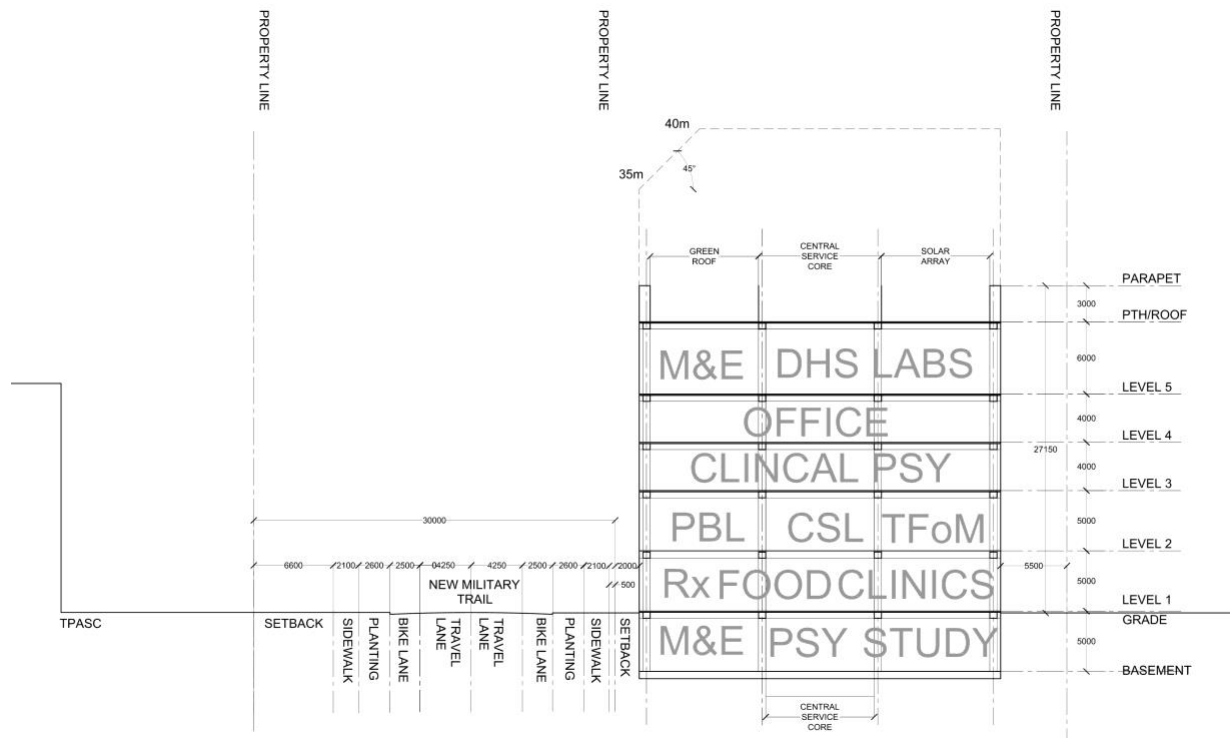 PROPERTY LINE
PROPERTY LINE
PROPERTY LINE
40m
45°
35m
GREEN
ROOF
CENTRAL
SERVICE
CORE
SOLAR
ARRAY
PARAPET
3000
PTH/ROOF
M&E DHS LABS
6000
LEVEL 5
OFFICE
4000
LEVEL 4
CLINCAL PSY
27150
4000
LEVEL 3
PBL CSL TFoM
5000
30000
LEVEL 2
6600 2100 2600 2500 04250 4250 2500 2600 2100 2000
500
5500
NEW MILITARY
TRAIL
Rx FOOD CLINICS
5000
LEVEL 1
GRADE
TPASC
SETBACK
SIDEWALK
PLANTING
BIKE LANE
TRAVEL
LANE
TRAVEL
LANE
BIKE LANE
PLANTING
SIDEWALK
SETBACK
M&E PSY STUDY
5000
BASEMENT
CENTRAL
SERVICE
CORE